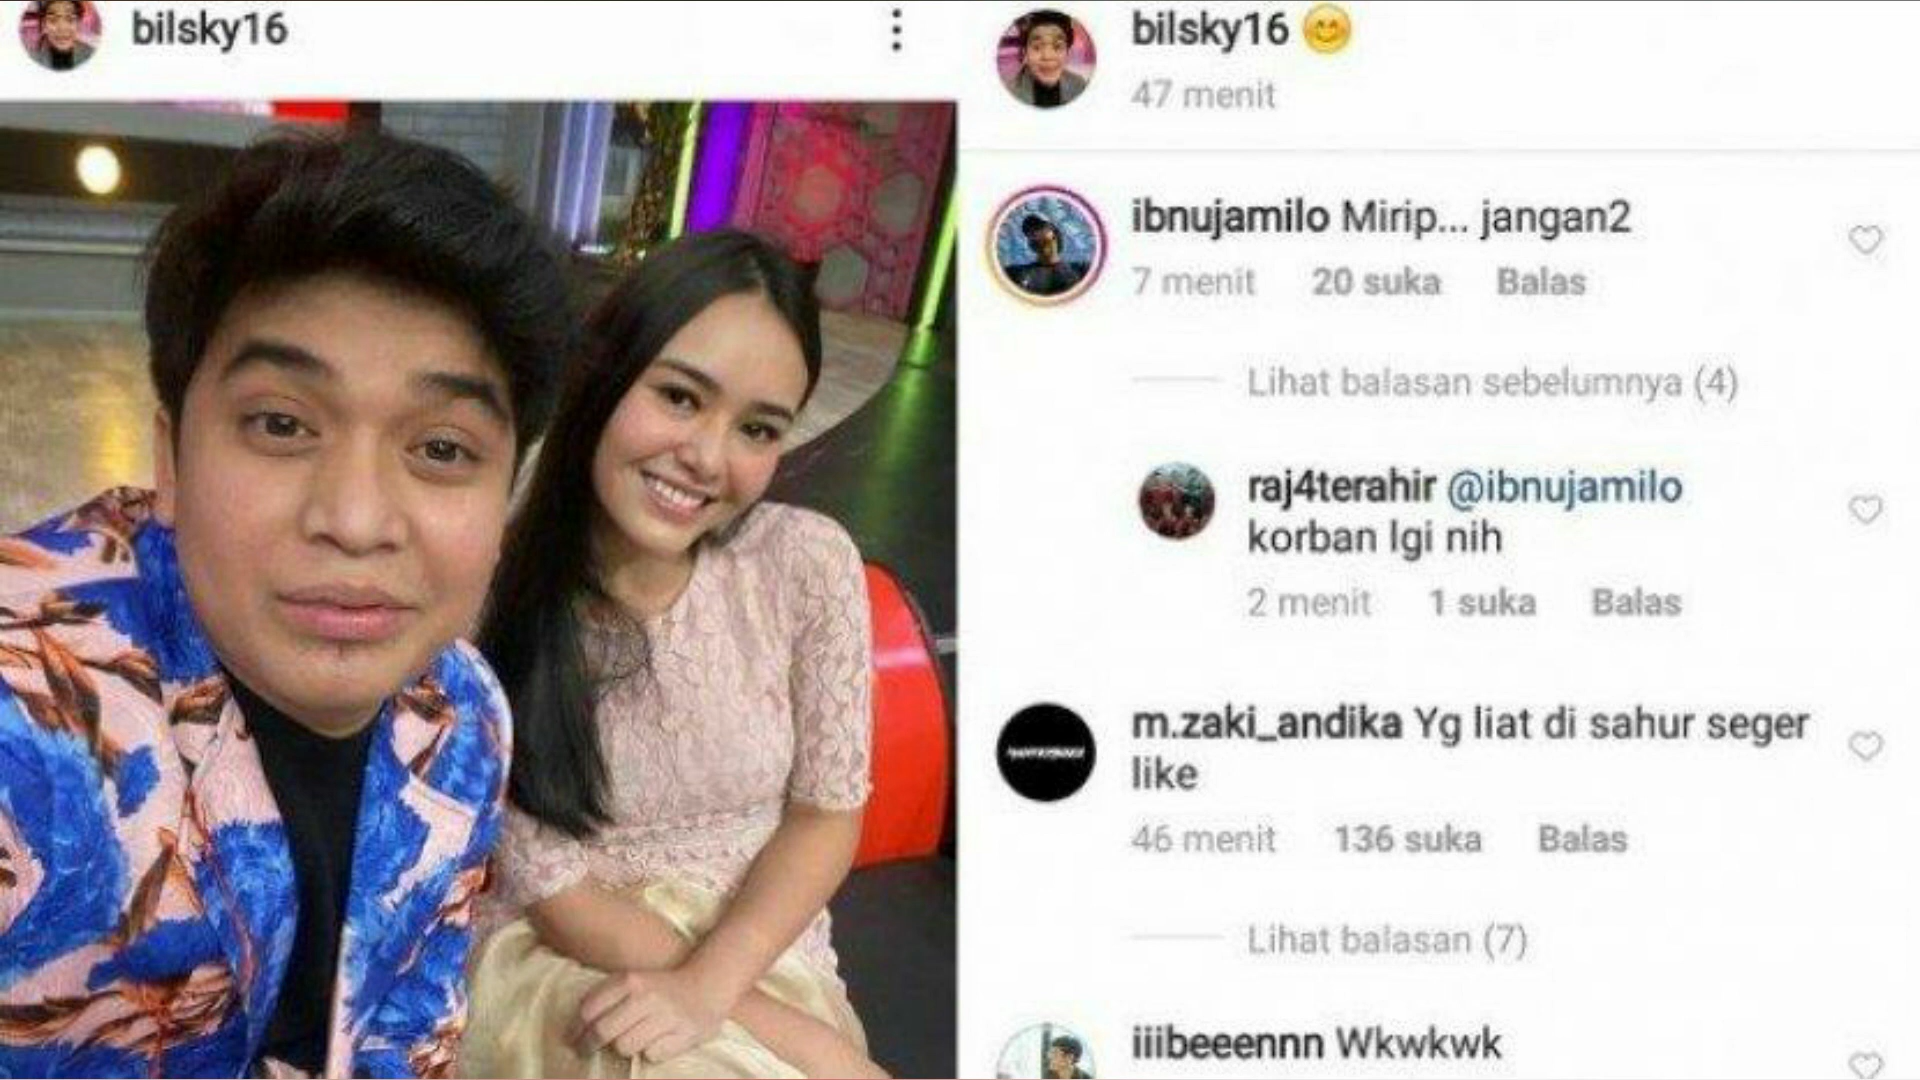 bilsky16
bilsky16 😊
47 menit
ibnujamilo Mirip... jangan2
7 menit 20 suka Balas
Lihat balasan sebelumnya (4)
raj4terahir @ibnujamilo
korban lgi nih
2 menit 1 suka Balas
m.zaki_andika Yg liat di sahur seger
like
46 menit 136 suka Balas
Lihat balasan (7)
iiibeeennn Wkwkwk